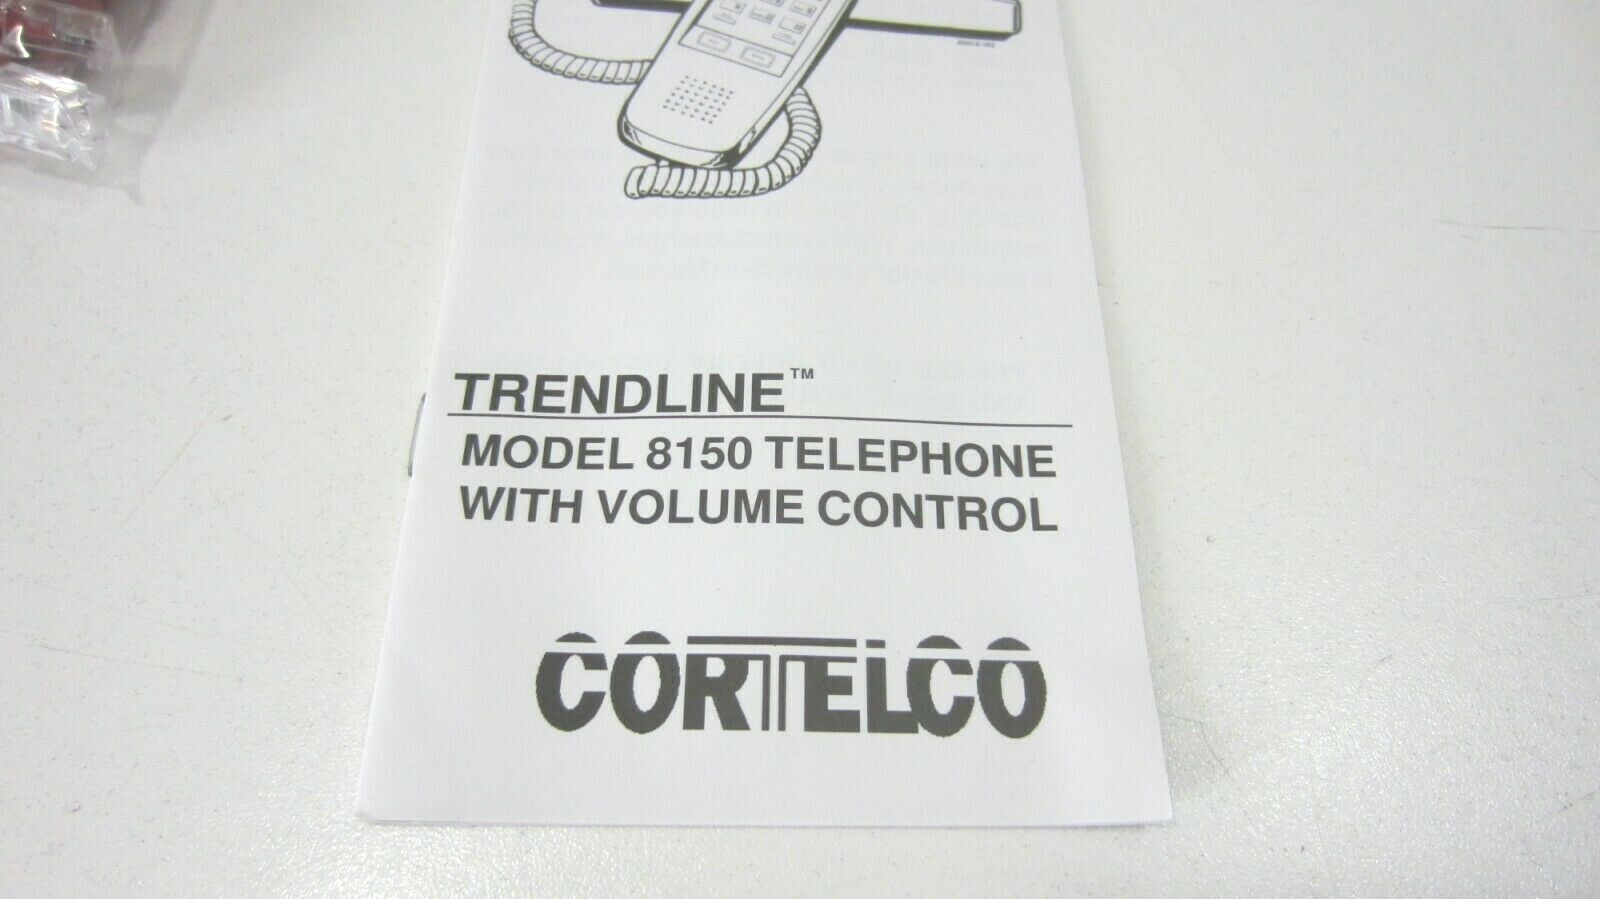 TRENDLINE™
MODEL 8150 TELEPHONE
WITH VOLUME CONTROL
CORTELCO